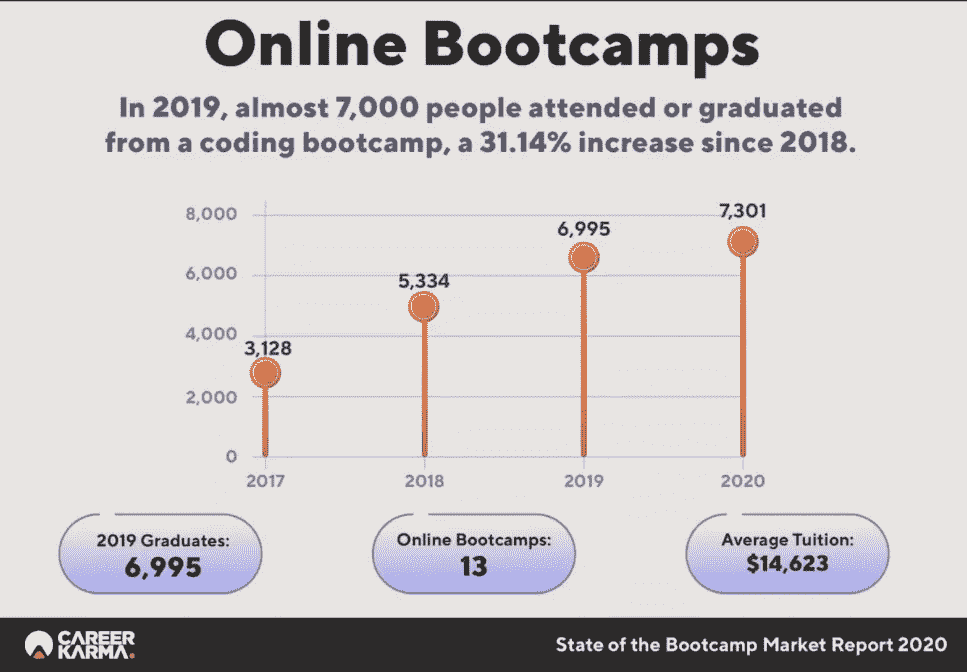 Online Bootcamps
In 2019, almost 7,000 people attended or graduated
from a coding bootcamp, a 31.14% increase since 2018.
8,000
6,000
4,000
2,000
0
3,128
5,334
6,995
7,301
2017
2018
2019
2020
2019 Graduates:
6,995
Online Bootcamps:
13
Average Tuition:
$14,623
CAREER
KARMA.
State of the Bootcamp Market Report 2020